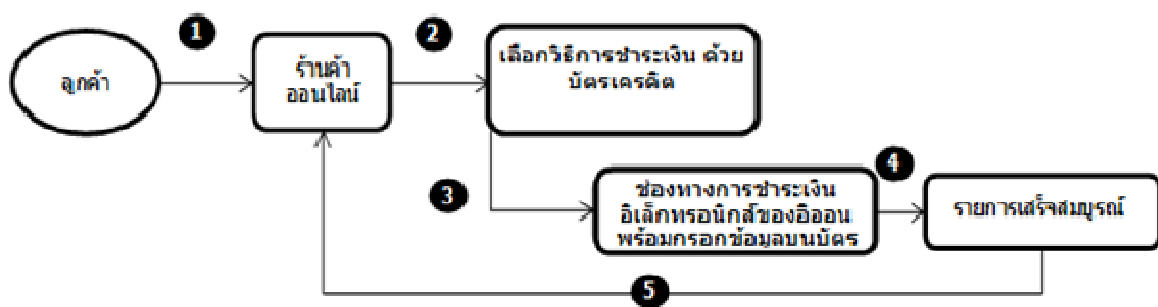 1
2
ลูกค้า
ร้านค้า
ออนไลน์
เลือกวิธีการชำระเงิน ด้วย
บัตรเครดิต
3
4
ช่องทางการชำระเงิน
อิเล็กทรอนิกส์ของอิออน
พร้อมกรอกข้อมูลบนบัตร
รายการเสร็จสมบูรณ์
5